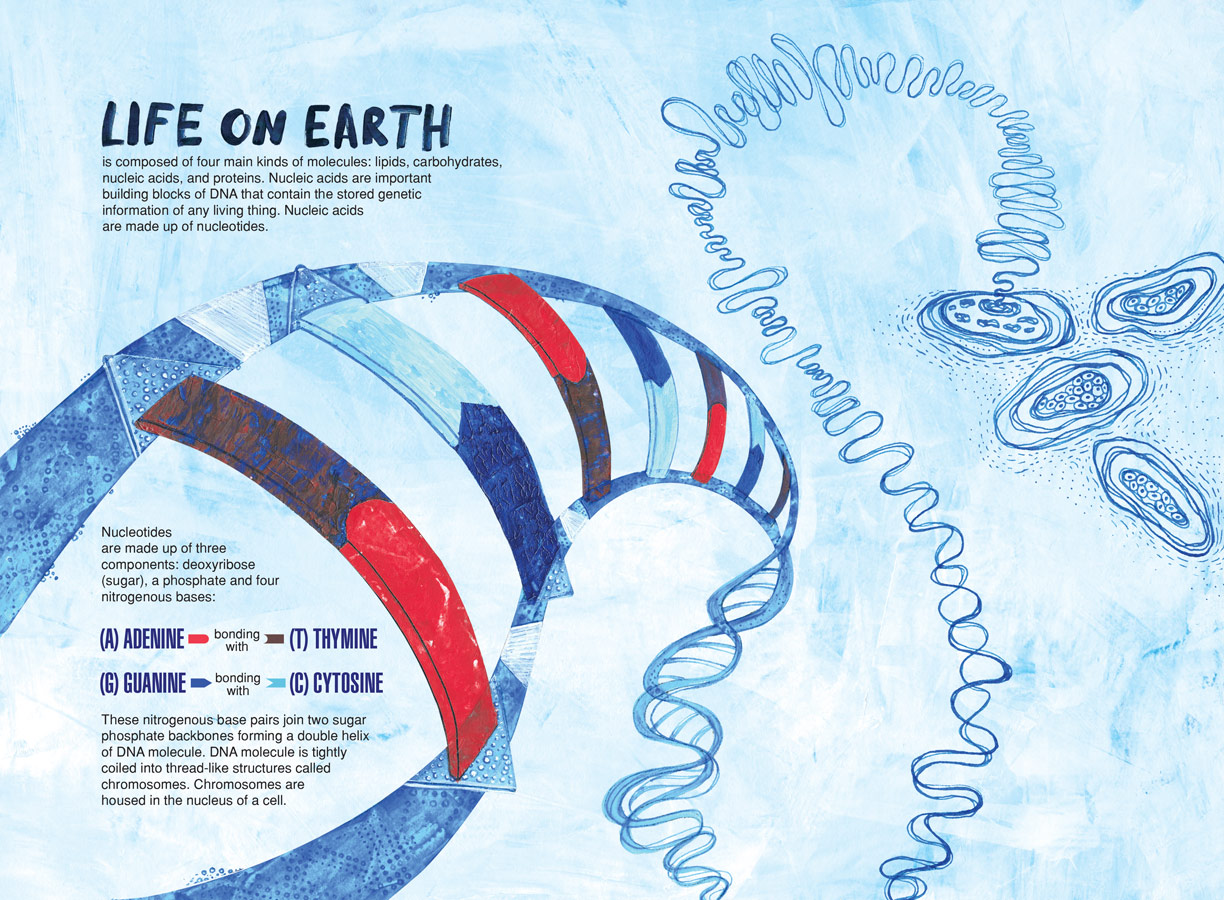 LIFE ON EARTH
is composed of four main kinds of molecules: lipids, carbohydrates,
nucleic acids, and proteins. Nucleic acids are important
building blocks of DNA that contain the stored genetic
information of any living thing. Nucleic acids
are made up of nucleotides.
Nucleotides
are made up of three
components: deoxyribose
(sugar), a phosphate and four
nitrogenous bases:
(A) ADENINE bonding with (T) THYMINE
(G) GUANINE bonding with (C) CYTOSINE
These nitrogenous base pairs join two sugar
phosphate backbones forming a double helix
of DNA molecule. DNA molecule is tightly
coiled into thread-like structures called
chromosomes. Chromosomes are
housed in the nucleus of a cell.